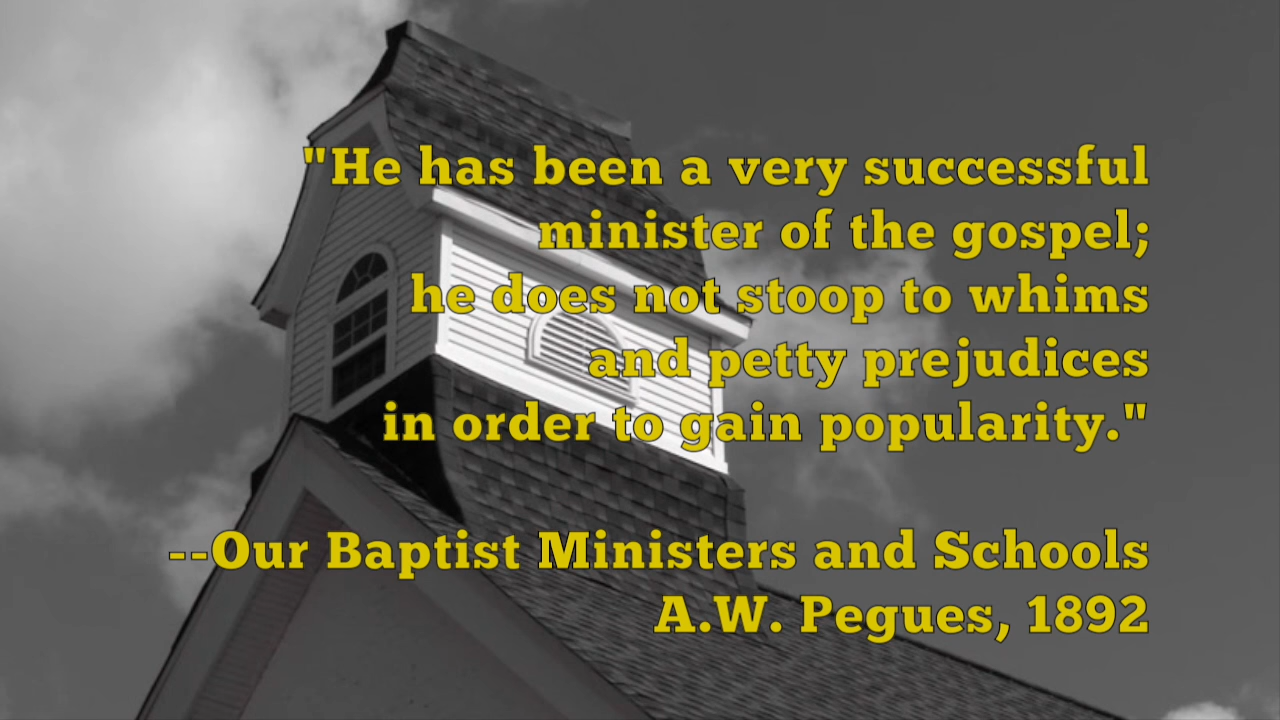 "He has been a very successful
minister of the gospel;
he does not stoop to whims
and petty prejudices
in order to gain popularity."
--Our Baptist Ministers and Schools
A.W. Pegues, 1892